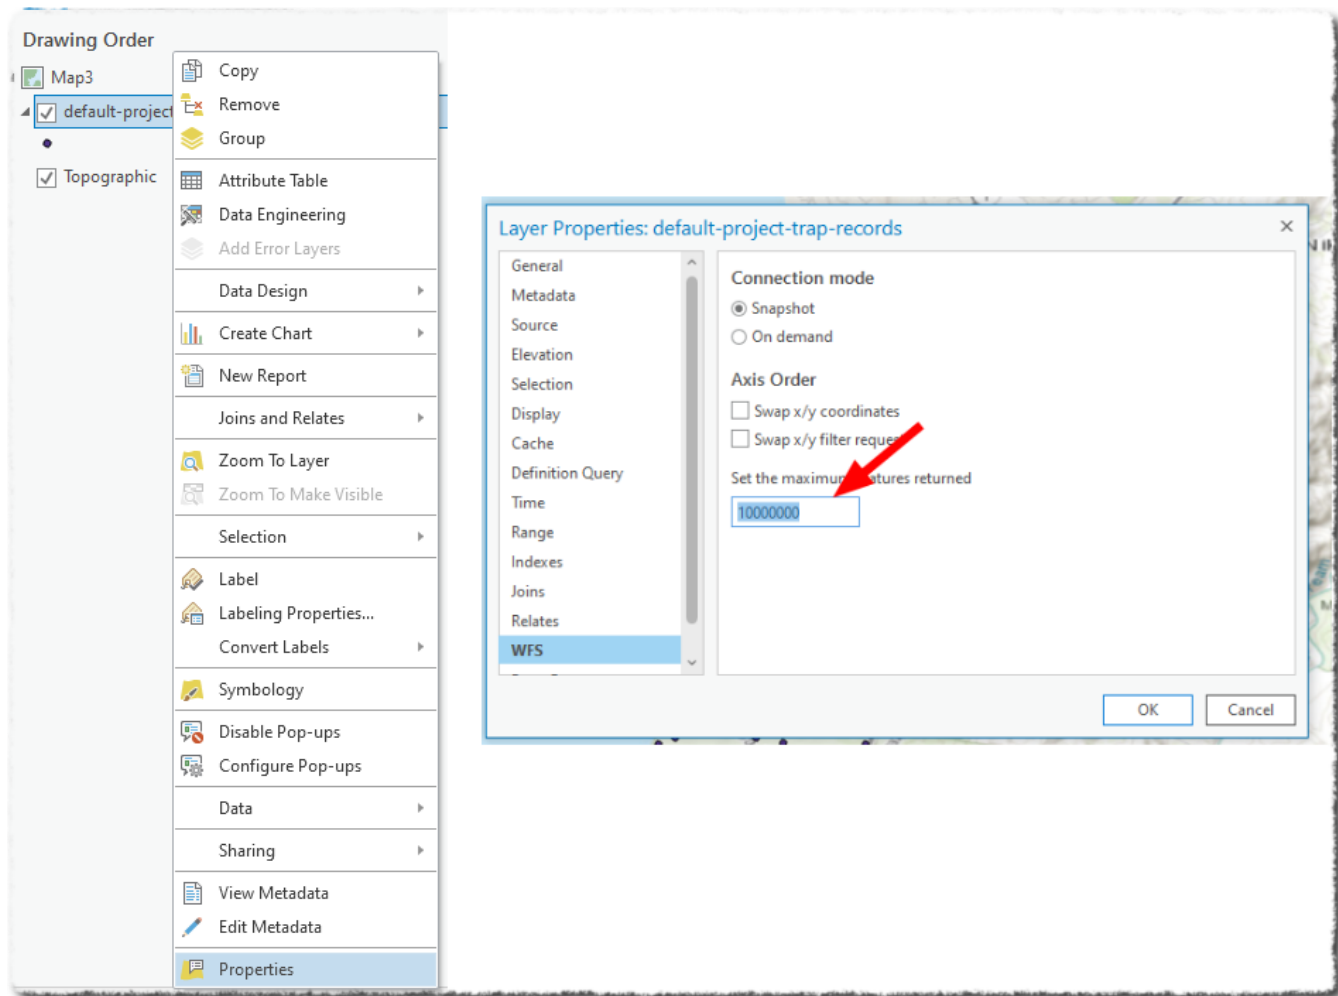 Drawing Order
Map3
default-project
Topographic
Copy
Remove
Group
Attribute Table
Data Engineering
Add Error Layers
Data Design
Create Chart
New Report
Joins and Relates
Zoom To Layer
Zoom To Make Visible
Selection
Label
Labeling Properties...
Convert Labels
Symbology
Disable Pop-ups
Configure Pop-ups
Data
Sharing
View Metadata
Edit Metadata
Properties
Layer Properties: default-project-trap-records
General
Metadata
Source
Elevation
Selection
Display
Cache
Definition Query
Time
Range
Indexes
Joins
Relates
WFS
Connection mode
Snapshot
On demand
Axis Order
Swap x/y coordinates
Swap x/y filter
Set the returned
10000000
OK
Cancel